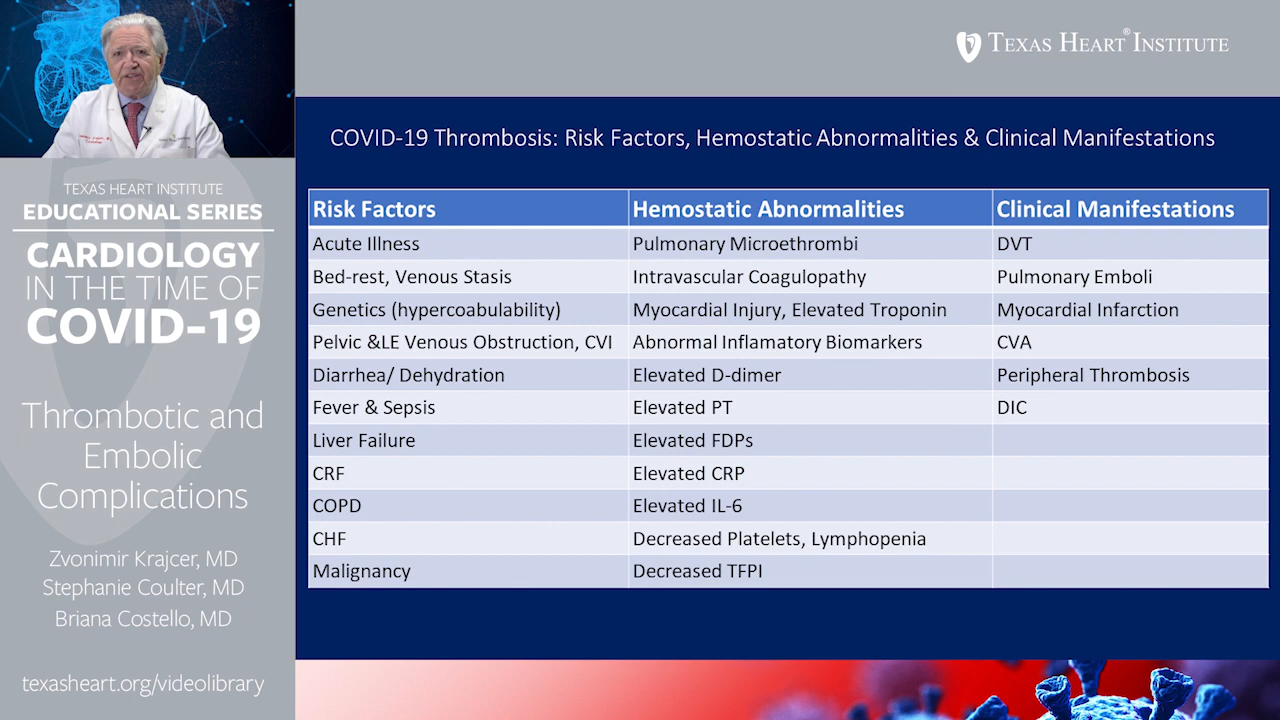 TEXAS HEART® INSTITUTE
TEXAS HEART INSTITUTE
EDUCATIONAL SERIES
CARDIOLOGY
IN THE TIME OF
COVID-19
Thrombotic and
Embolic
Complications
Zvonimir Krajcer, MD
Stephanie Coulter, MD
Briana Costello, MD
texasheart.org/videolibrary
COVID-19 Thrombosis: Risk Factors, Hemostatic Abnormalities & Clinical Manifestations
Risk Factors Hemostatic Abnormalities Clinical Manifestations
Acute Illness Pulmonary Microethrombi DVT
Bed-rest, Venous Stasis Intravascular Coagulopathy Pulmonary Emboli
Genetics (hypercoabulability) Myocardial Injury, Elevated Troponin Myocardial Infarction
Pelvic &LE Venous Obstruction, CVI Abnormal Inflamatory Biomarkers CVA
Diarrhea/ Dehydration Elevated D-dimer Peripheral Thrombosis
Fever & Sepsis Elevated PT DIC
Liver Failure Elevated FDPs
CRF Elevated CRP
COPD Elevated IL-6
CHF Decreased Platelets, Lymphopenia
Malignancy Decreased TFPI